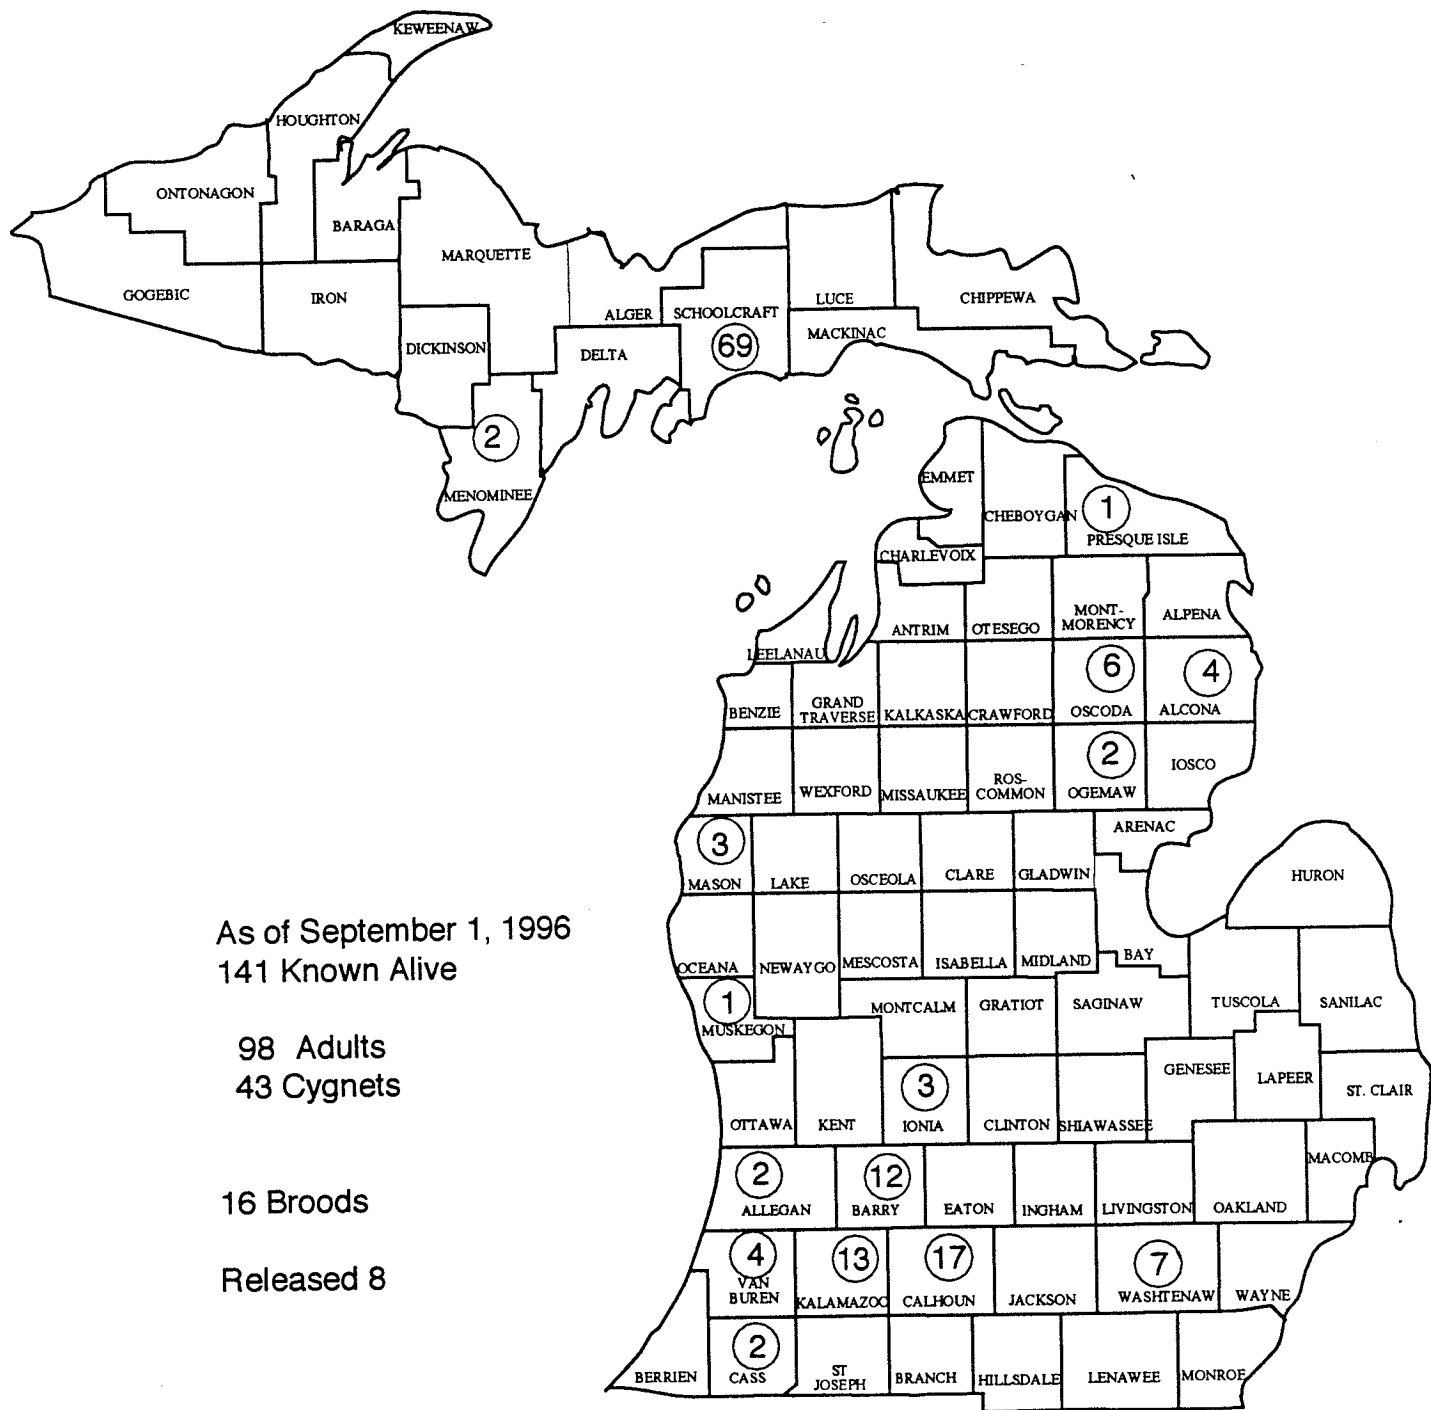 KEWEENAW
HOUGHTON
ONTONAGON
BARAGA
MARQUETTE
GOGEBIC
IRON
ALGER
SCHOOLCRAFT
LUCE
CHIPPEWA
DICKINSON
DELTA
69
MACKINAC
2
MENOMINEE
EMMET
CHEBOYGAN
1
PRESQUE ISLE
CHARLEVOIX
ANTRIM
OTESEGO
MONT-
MORENCY
ALPENA
LEELANAU
6
4
BENZIE
GRAND
TRAVERSE
KALKASKA
CRAWFORD
OSCODA
ALCONA
2
MANISTEE
WEXFORD
MISSAUKEE
ROS-
COMMON
OGEMAW
IOSCO
3
ARENAC
MASON
LAKE
OSCEOLA
CLARE
GLADWIN
HURON
As of September 1, 1996
141 Known Alive
98 Adults
43 Cygnets
16 Broods
Released 8
OCEANA
NEWAYGO
MESCOSTA
ISABELLA
MIDLAND
BAY
1
MUSKEGON
MONTCALM
GRATIOT
SAGINAW
TUSCOLA
SANILAC
3
GENESEE
LAPEER
ST. CLAIR
OTTAWA
KENT
IONIA
CLINTON
SHIAWASSEE
MACOMB
2
12
ALLEGAN
BARRY
EATON
INGHAM
LIVINGSTON
OAKLAND
4
13
17
7
VAN
BUREN
KALAMAZOO
CALHOUN
JACKSON
WASHTENAW
WAYNE
2
BERRIEN
CASS
ST
JOSEPH
BRANCH
HILLSDALE
LENAWEE
MONROE